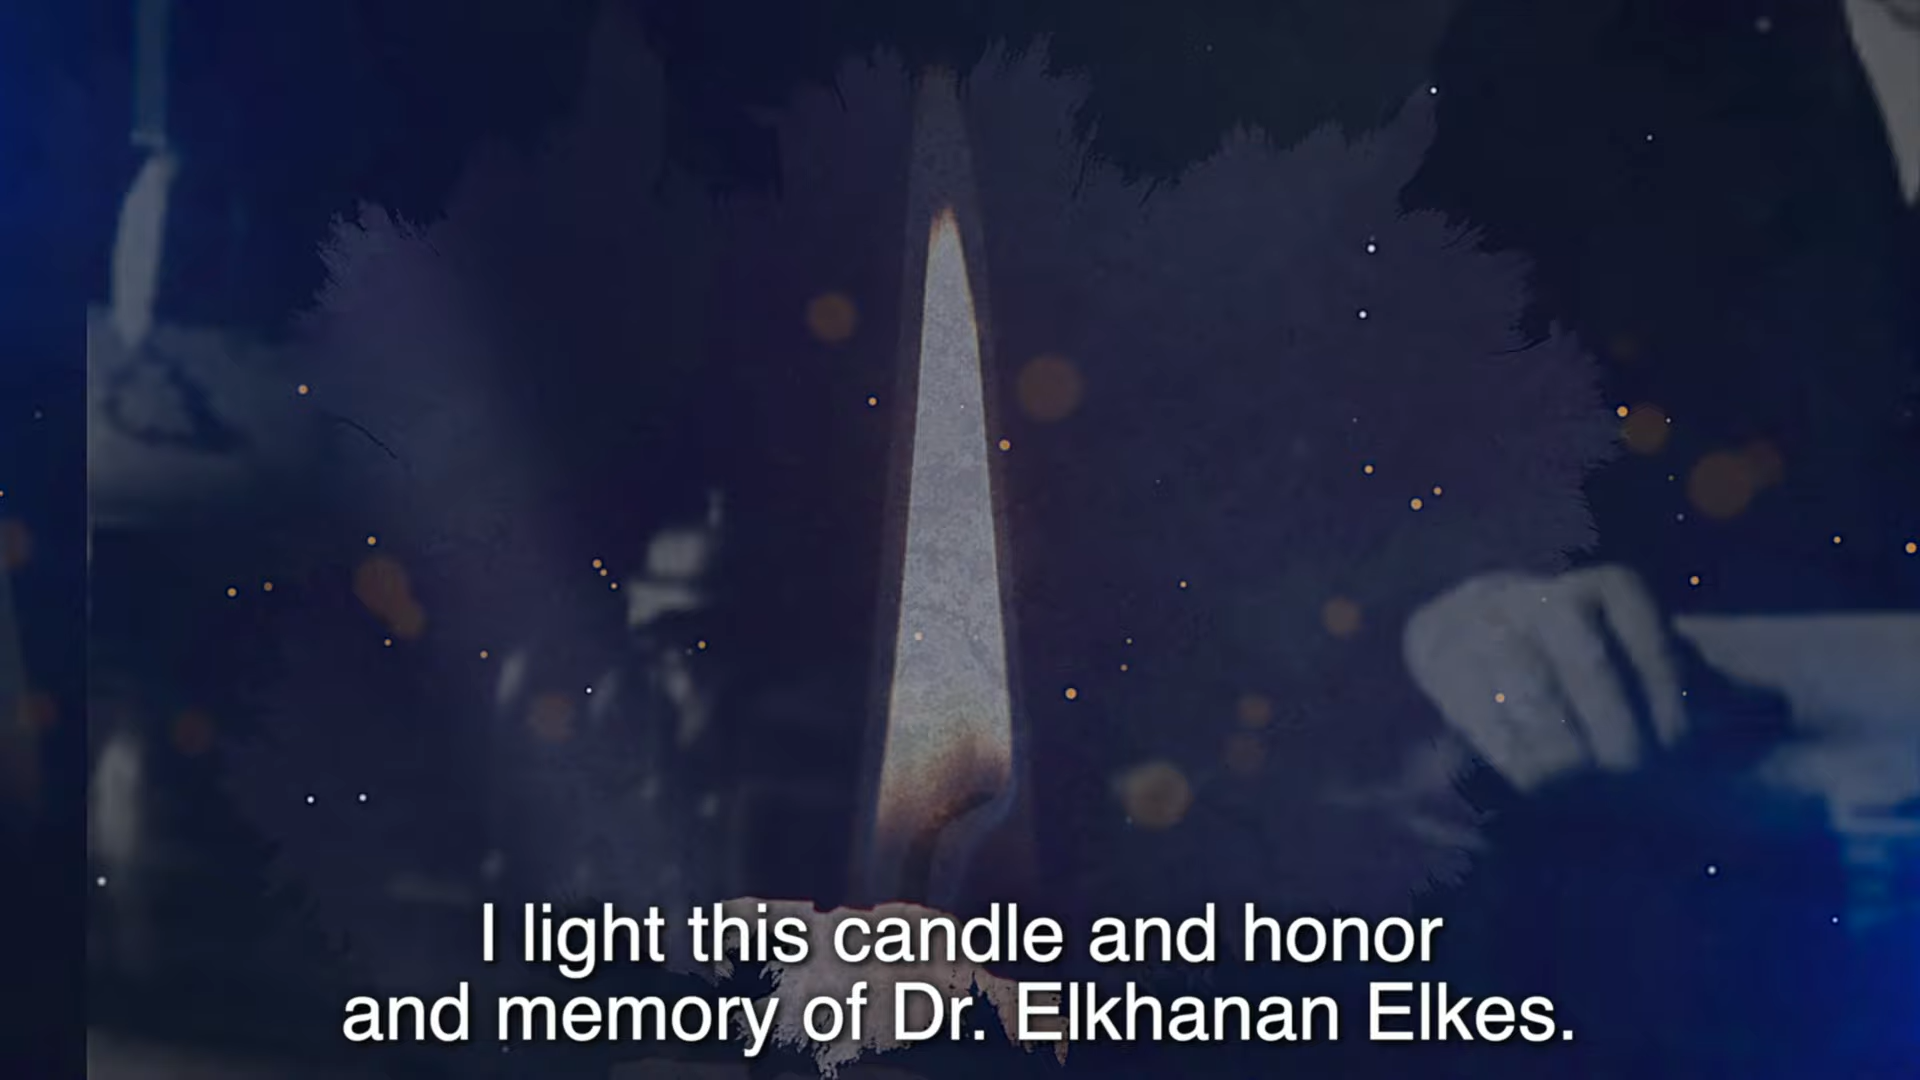 I light this candle and honor
and memory of Dr. Elkhanan Elkes.